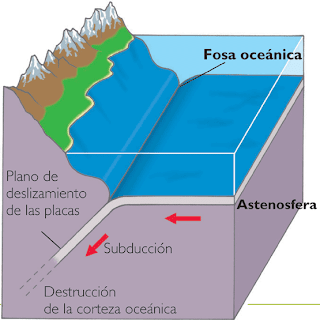 Fosa oceánica
Plano de
deslizamiento
de las placas
Astenosfera
Subducción
Destrucción
de la corteza oceánica